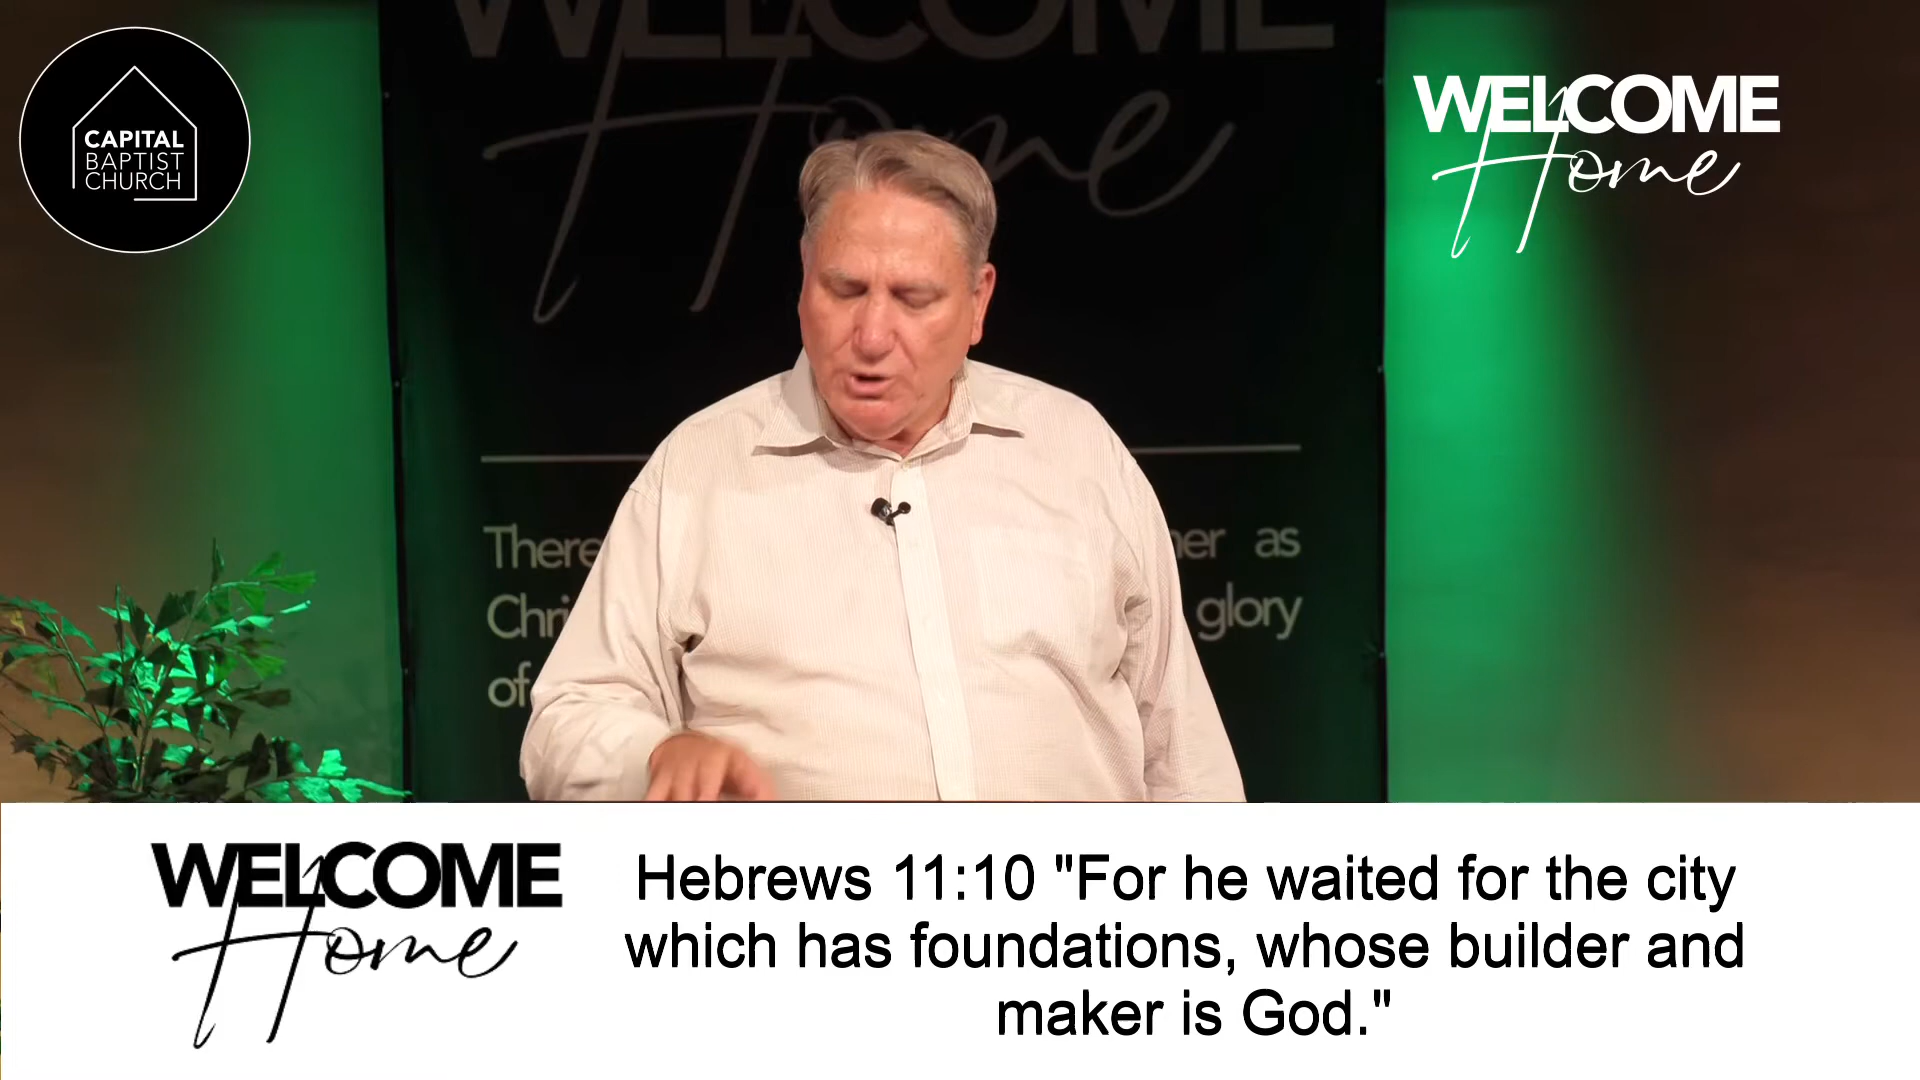 CAPITAL
BAPTIST
CHURCH
WELCOME
Home
WELCOME
Home
There as
glory
of
WELCOME
Home
Hebrews 11:10 "For he waited for the city
which has foundations, whose builder and
maker is God."